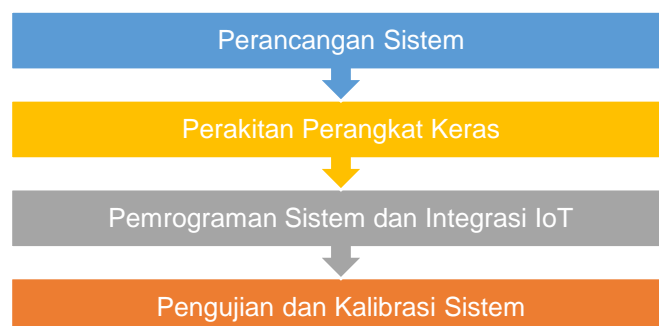 Perancangan Sistem
Perakitan Perangkat Keras
Pemrograman Sistem dan Integrasi IoT
Pengujian dan Kalibrasi Sistem